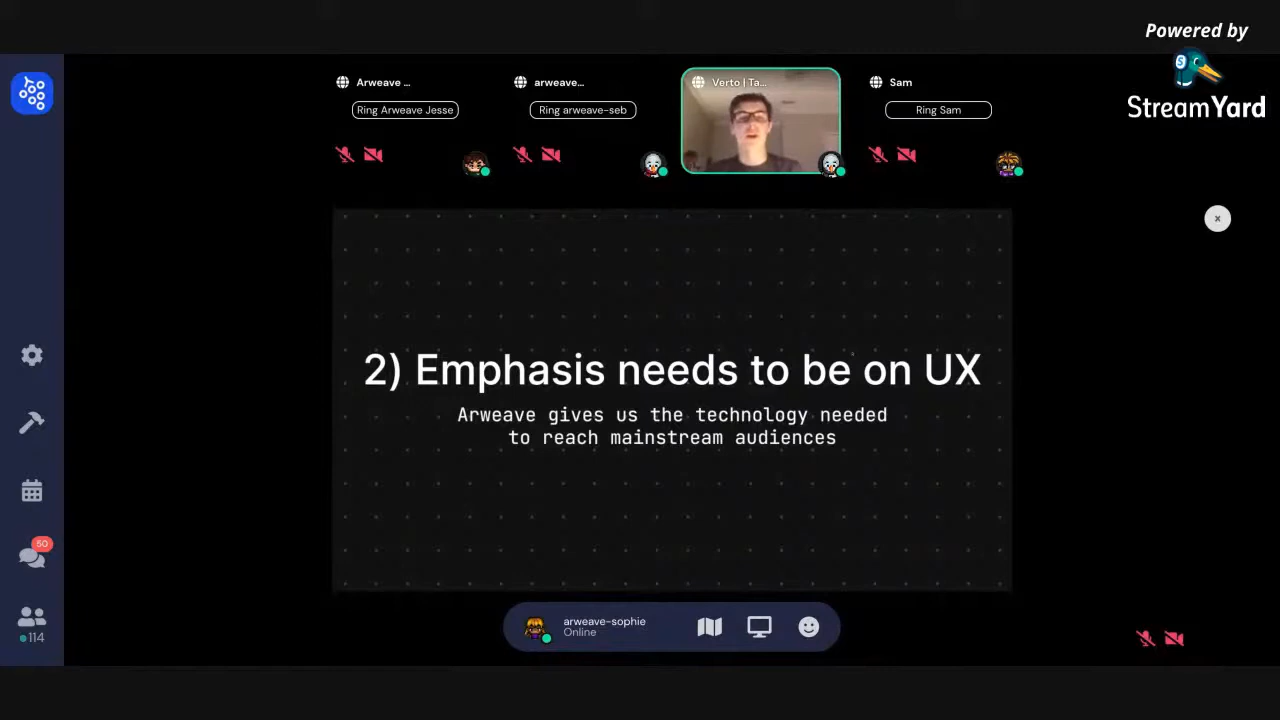 Powered by
StreamYard
Arweave ...
Ring Arweave Jesse
arweave...
Ring arweave-seb
Verto | Ta...
Sam
Ring Sam
2) Emphasis needs to be on UX
Arweave gives us the technology needed
to reach mainstream audiences
50
114
arweave-sophie
Online